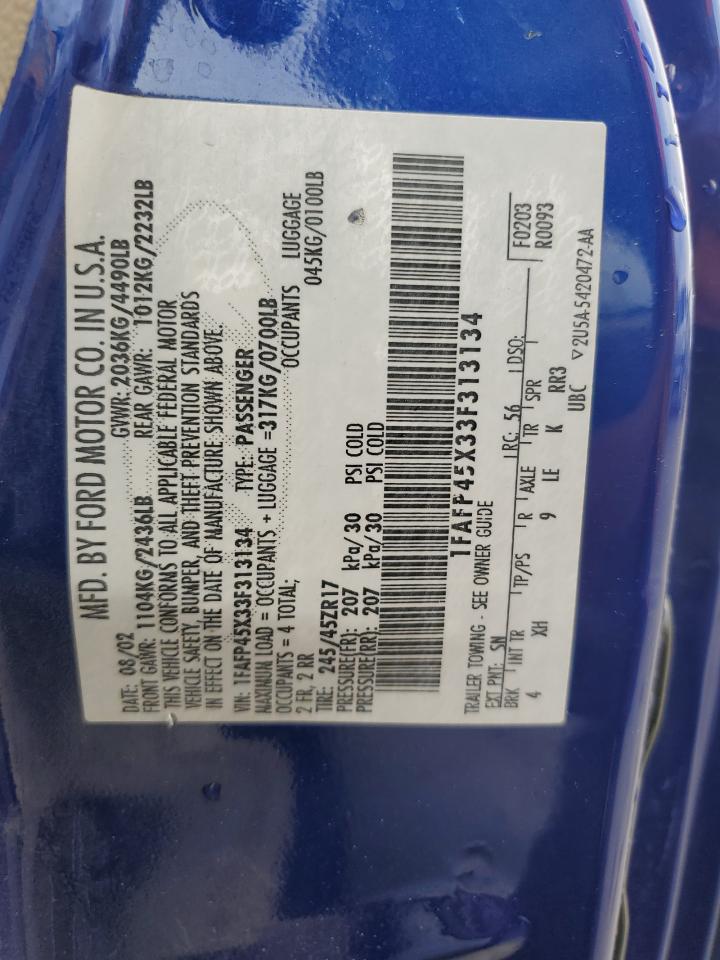 MFD. BY FORD MOTOR CO. IN U.S.A.
DATE: 08/02 GVWR: 2036KG/4490LB
FRONT GAWR: 1104KG/2436LB REAR GAWR: 1012KG/2232LB
THIS VEHICLE CONFORMS TO ALL APPLICABLE FEDERAL MOTOR
VEHICLE SAFETY, BUMPER, AND THEFT PREVENTION STANDARDS
IN EFFECT ON THE DATE OF MANUFACTURE SHOWN ABOVE.
VIN: 1FAFP45X33F313134 TYPE: PASSENGER
MAXIMUM LOAD = OCCUPANTS + LUGGAGE =317KG/0700LB
OCCUPANTS = 4 TOTAL; OCCUPANTS LUGGAGE
2 FR, 2 RR 045KG/0100LB
TIRE: 245/45ZR17
PRESSURE(FR): 207 kPa/30 PSI COLD
PRESSURE(RR): 207 kPa/30 PSI COLD
1FAFP45X33F313134
TRAILER TOWING - SEE OWNER GUIDE
EXT PNT: SN RC: 56 DSO: F0203
BRK INT TR TP/PS R AXLE TR SPR R0093
4 XH 9 LE K RR3
UBC ▽2U5A-5420472-AA